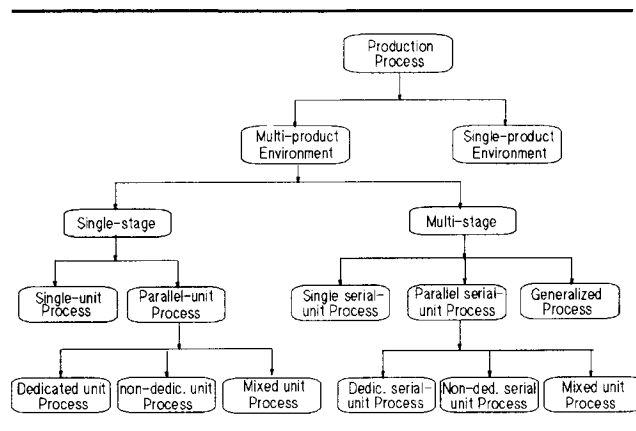 Production
Process
Multi-product
Environment
Single-product
Environment
Single-stage
Multi-stage
Single-unit
Process
Parallel-unit
Process
Single serial-
unit Process
Parallel serial-
unit Process
Generalized
Process
Dedicated unit
Process
non-dedic. unit
Process
Mixed unit
Process
Dedic. serial-
unit Process
Non-ded. serial
unit Process
Mixed unit
Process